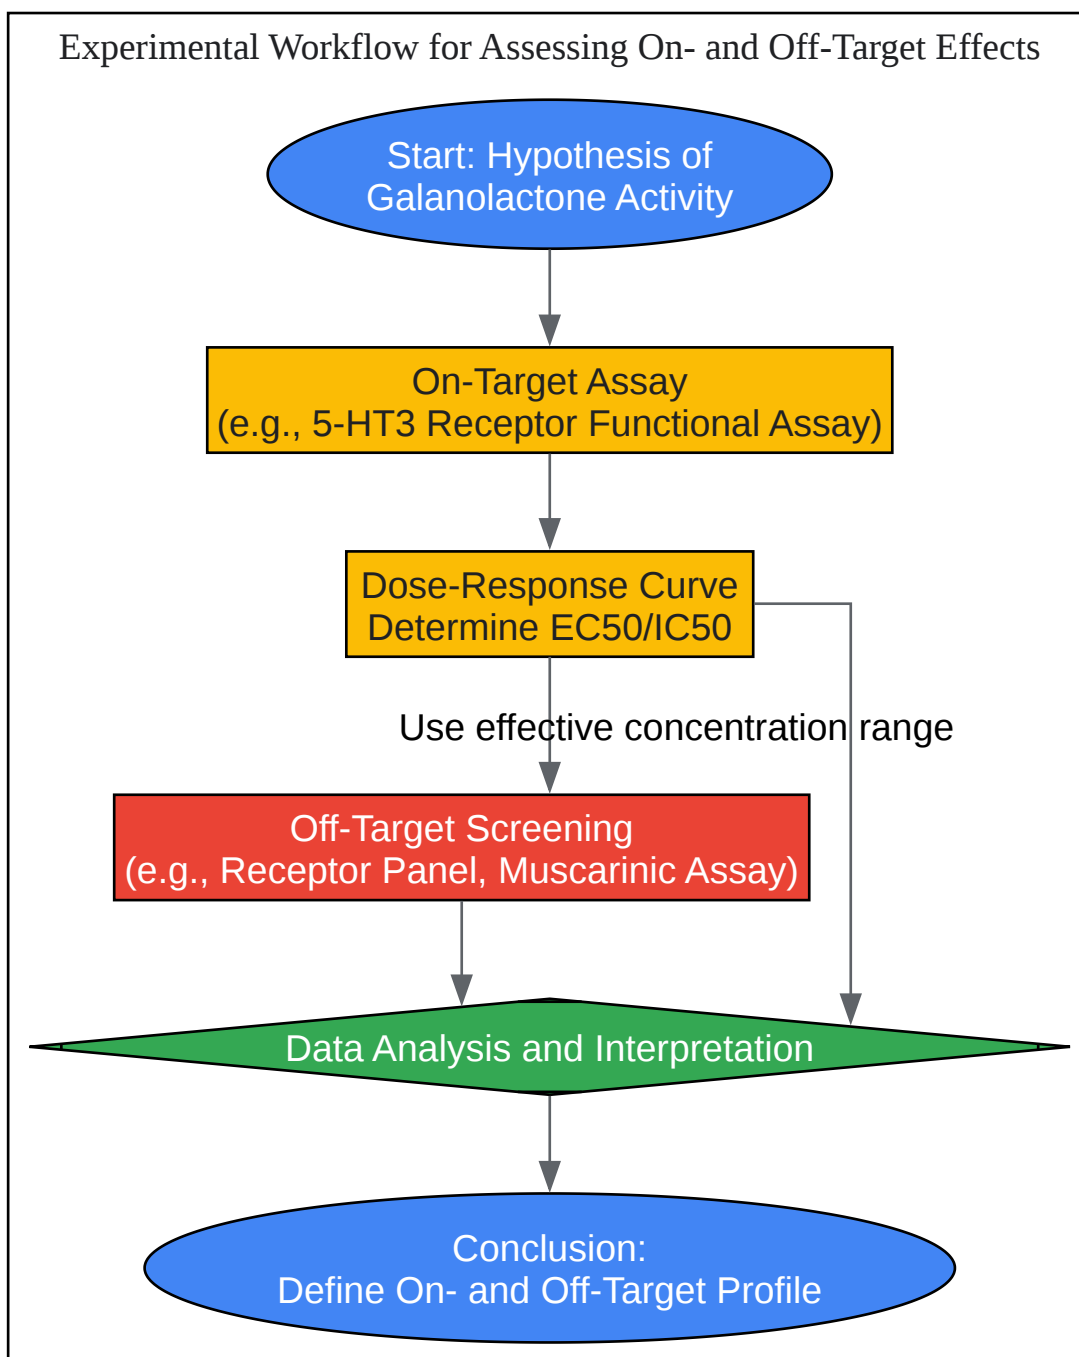 Experimental Workflow for Assessing On- and Off-Target Effects
Start: Hypothesis of
Galanolactone Activity
On-Target Assay
(e.g., 5-HT3 Receptor Functional Assay)
Dose-Response Curve
Determine EC50/IC50
Use effective concentration range
Off-Target Screening
(e.g., Receptor Panel, Muscarinic Assay)
Data Analysis and Interpretation
Conclusion:
Define On- and Off-Target Profile